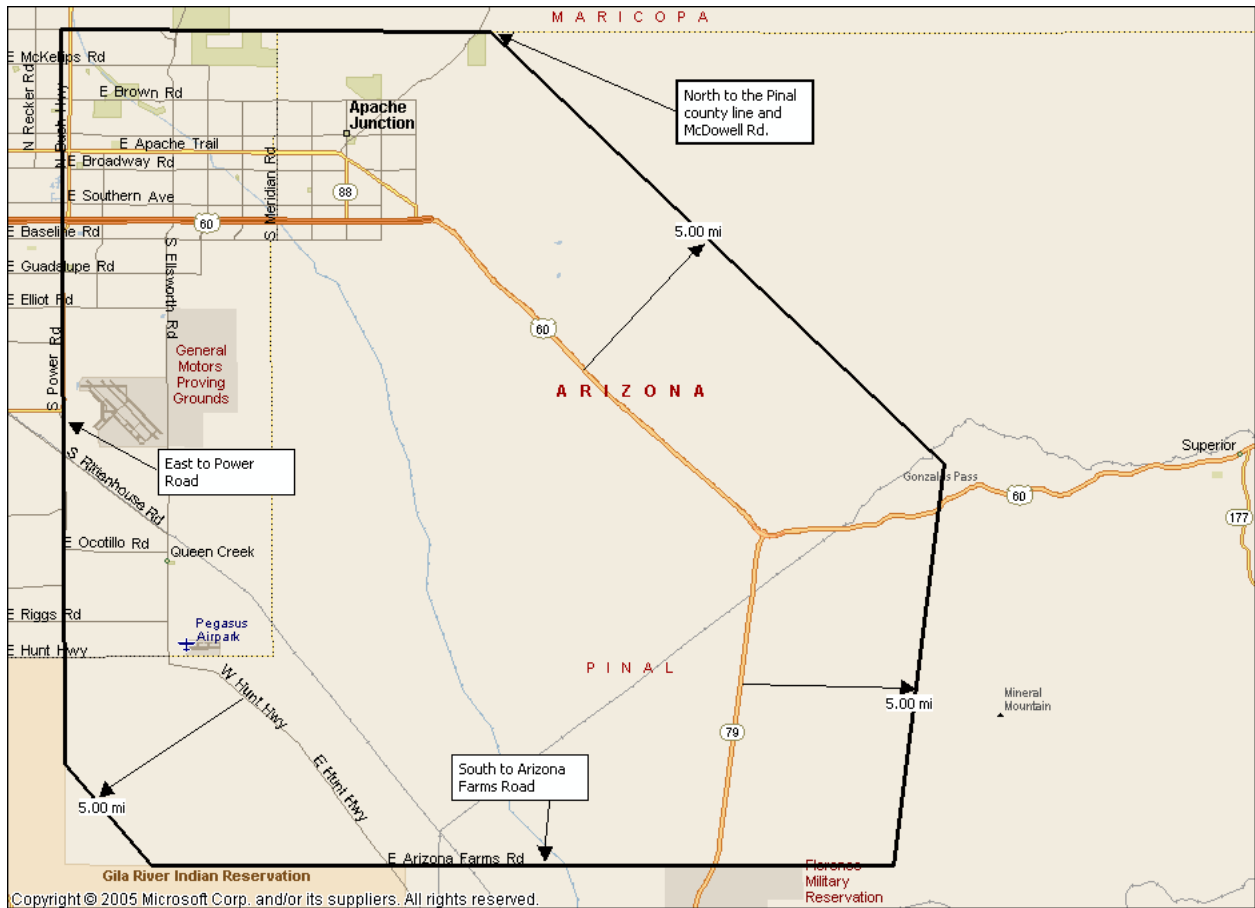 M A R I C O P A
E McKellips Rd
N Recker Rd
N Bush Hwy
E Brown Rd
Apache
Junction
North to the Pinal
county line and
McDowell Rd.
E Apache Trail
E Broadway Rd
S Meridian Rd
E Southern Ave
88
60
E Baseline Rd
5.00 mi
S Ellsworth Rd
E Guadalupe Rd
E Elliot Rd
60
S Power Rd
General
Motors
Proving
Grounds
A R I Z O N A
Superior
S Rittenhouse Rd
East to Power
Road
Gonzales Pass
60
177
E Ocotillo Rd
Queen Creek
E Riggs Rd
Pegasus
Airpark
E Hunt Hwy
P I N A L
W Hunt Hwy
5.00 mi
Mineral
Mountain
79
E Hunt Hwy
South to Arizona
Farms Road
5.00 mi
E Arizona Farms Rd
Gila River Indian Reservation
Florence
Military
Reservation
Copyright © 2005 Microsoft Corp. and/or its suppliers. All rights reserved.